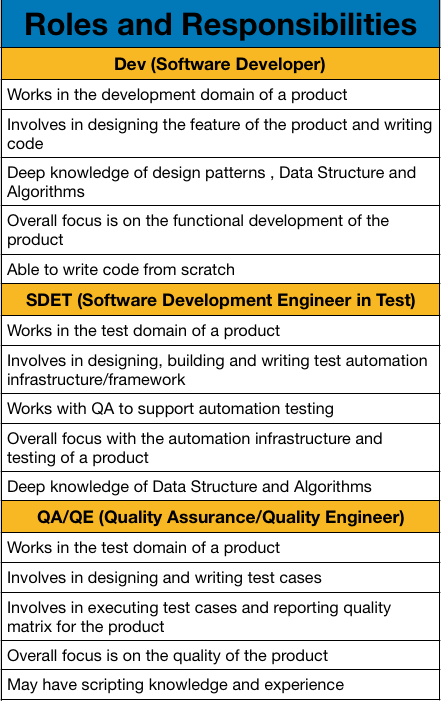 Roles and Responsibilities
Dev (Software Developer)
Works in the development domain of a product
Involves in designing the feature of the product and writing
code
Deep knowledge of design patterns , Data Structure and
Algorithms
Overall focus is on the functional development of the
product
Able to write code from scratch
SDET (Software Development Engineer in Test)
Works in the test domain of a product
Involves in designing, building and writing test automation
infrastructure/framework
Works with QA to support automation testing
Overall focus with the automation infrastructure and
testing of a product
Deep knowledge of Data Structure and Algorithms
QA/QE (Quality Assurance/Quality Engineer)
Works in the test domain of a product
Involves in designing and writing test cases
Involves in executing test cases and reporting quality
matrix for the product
Overall focus is on the quality of the product
May have scripting knowledge and experience